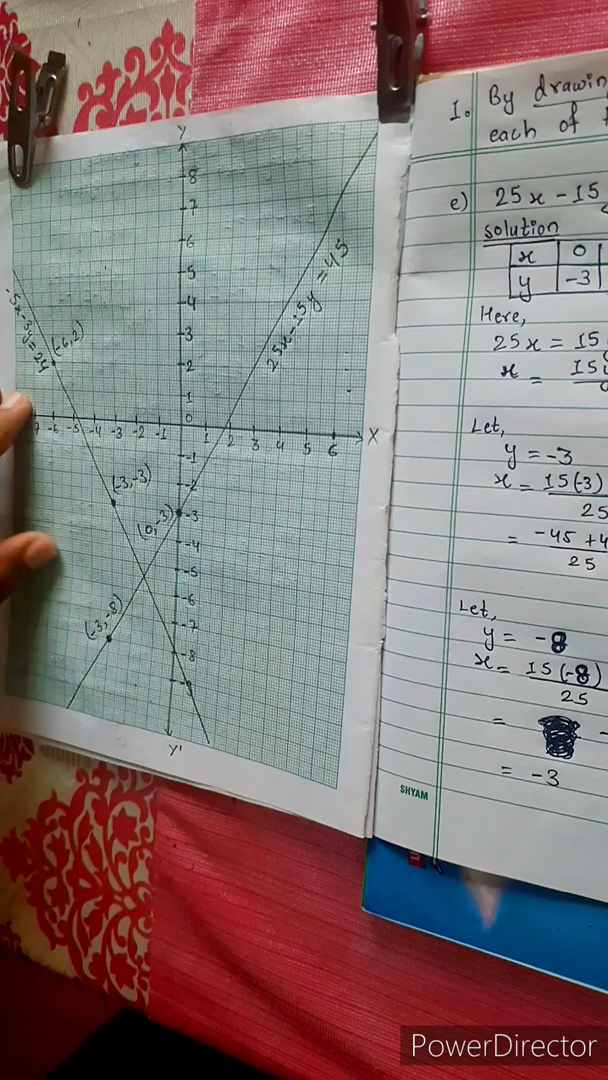 Y
8
7
6
5
4
3
2
1
0
-5x-3y=24
(-6,2)
25x-15y=45
-7 -6 -5 -4 -3 -2 -1 1 2 3 4 5 6 X
-1
-2
-3
-4
-5
-6
-7
-8
-9
(-3,-3)
(0,-3)
(-3,-8)
Y'
1. By drawin
each of
e) 25x-15
solution
x 0
y -3
Here,
25x = 15
x =
Let,
y = -3
x = 15(-3)
25
= -45+4
25
Let,
y = -8
x = 15(-8)
25
=
= -3
SHYAM
PowerDirector